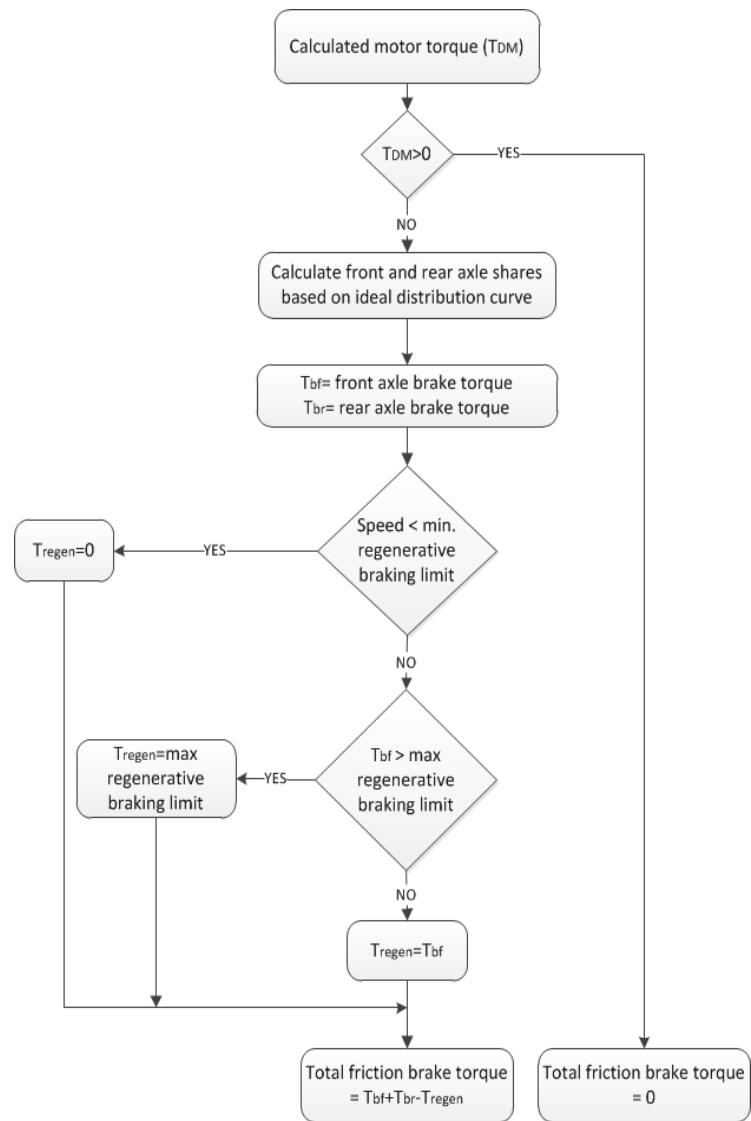 Calculated motor torque (TDM)
TDM>0
YES
NO
Calculate front and rear axle shares
based on ideal distribution curve
Tbf= front axle brake torque
Tbr= rear axle brake torque
Speed < min.
regenerative
braking limit
YES
Tregen=0
NO
Tbf > max
regenerative
braking limit
YES
Tregen=max
regenerative
braking limit
NO
Tregen=Tbf
Total friction brake torque
= Tbf+Tbr-Tregen
Total friction brake torque
= 0